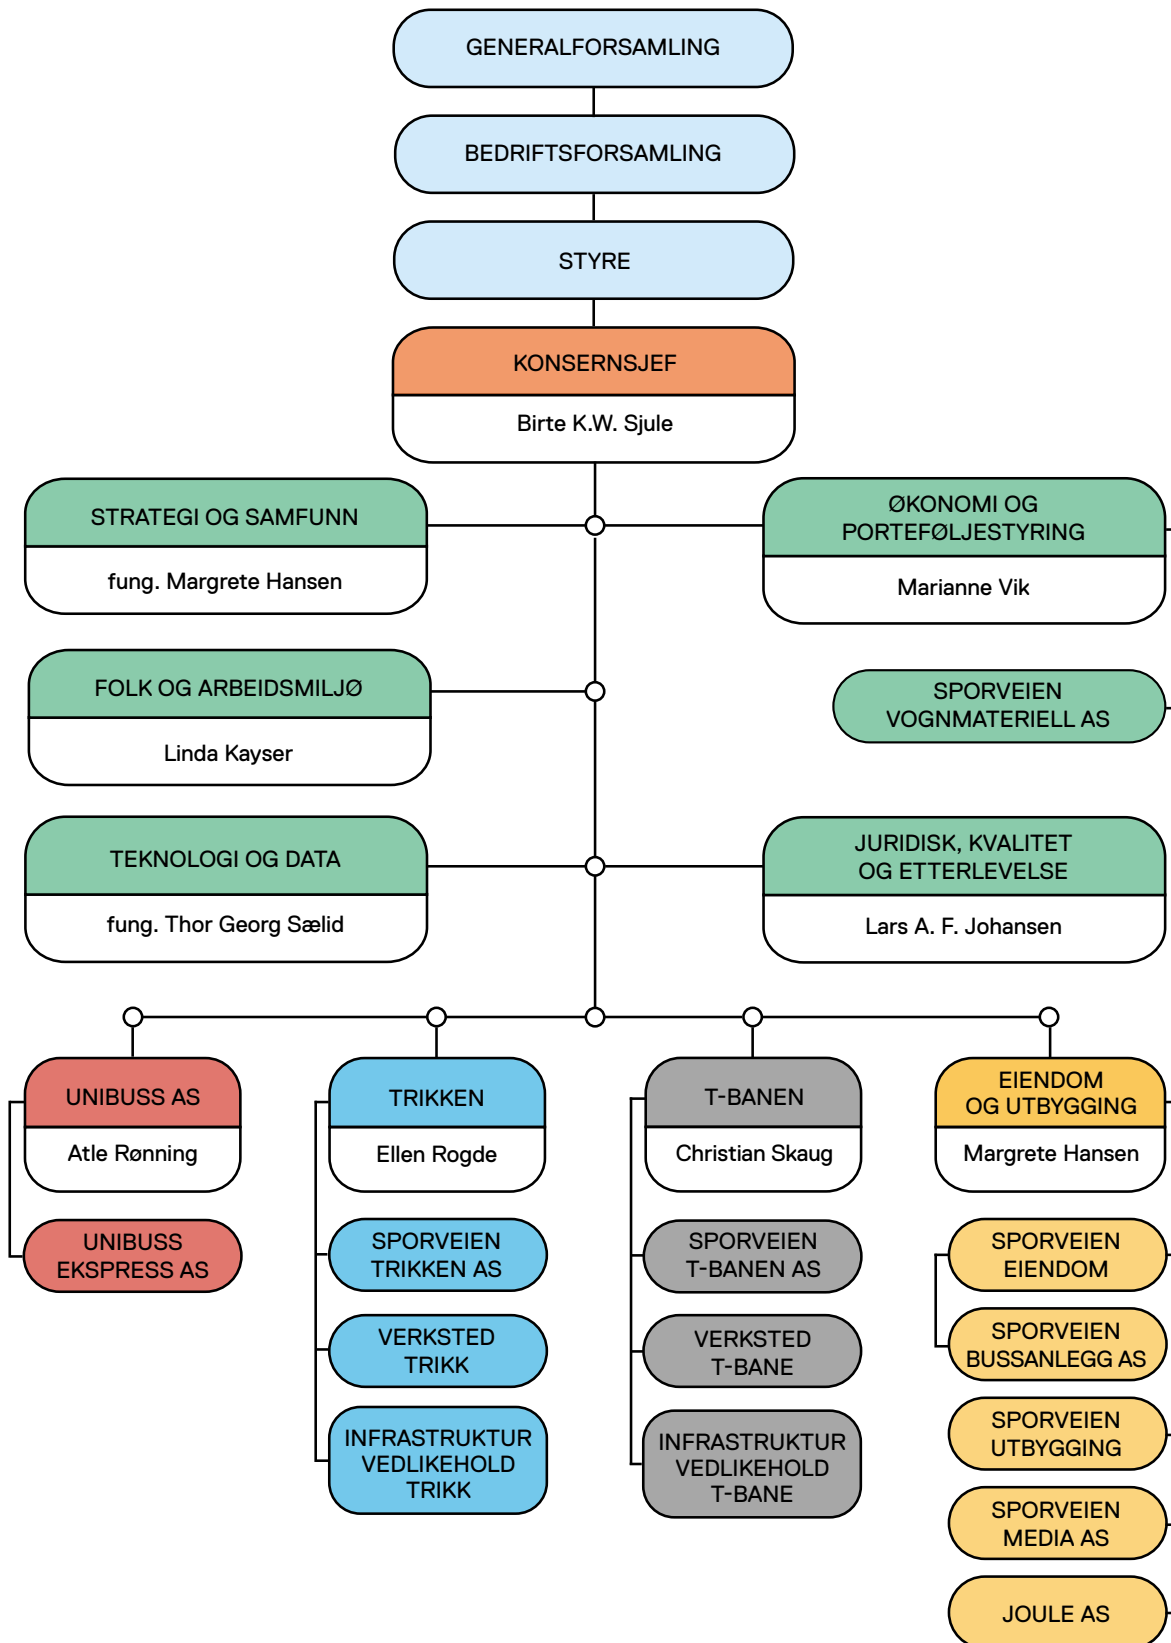 GENERALFORSAMLING
BEDRIFTSFORSAMLING
STYRE
KONSERNSJEF
Birte K.W. Sjule
STRATEGI OG SAMFUNN
fung. Margrete Hansen
ØKONOMI OG
PORTEFØLJESTYRING
Marianne Vik
FOLK OG ARBEIDSMILJØ
Linda Kayser
SPORVEIEN
VOGNMATERIELL AS
TEKNOLOGI OG DATA
fung. Thor Georg Sælid
JURIDISK, KVALITET
OG ETTERLEVELSE
Lars A. F. Johansen
UNIBUSS AS
Atle Rønning
UNIBUSS
EKSPRESS AS
TRIKKEN
Ellen Rogde
SPORVEIEN
TRIKKEN AS
VERKSTED
TRIKK
INFRASTRUKTUR
VEDLIKEHOLD
TRIKK
T-BANEN
Christian Skaug
SPORVEIEN
T-BANEN AS
VERKSTED
T-BANE
INFRASTRUKTUR
VEDLIKEHOLD
T-BANE
EIENDOM
OG UTBYGGING
Margrete Hansen
SPORVEIEN
EIENDOM
SPORVEIEN
BUSSANLEGG AS
SPORVEIEN
UTBYGGING
SPORVEIEN
MEDIA AS
JOULE AS